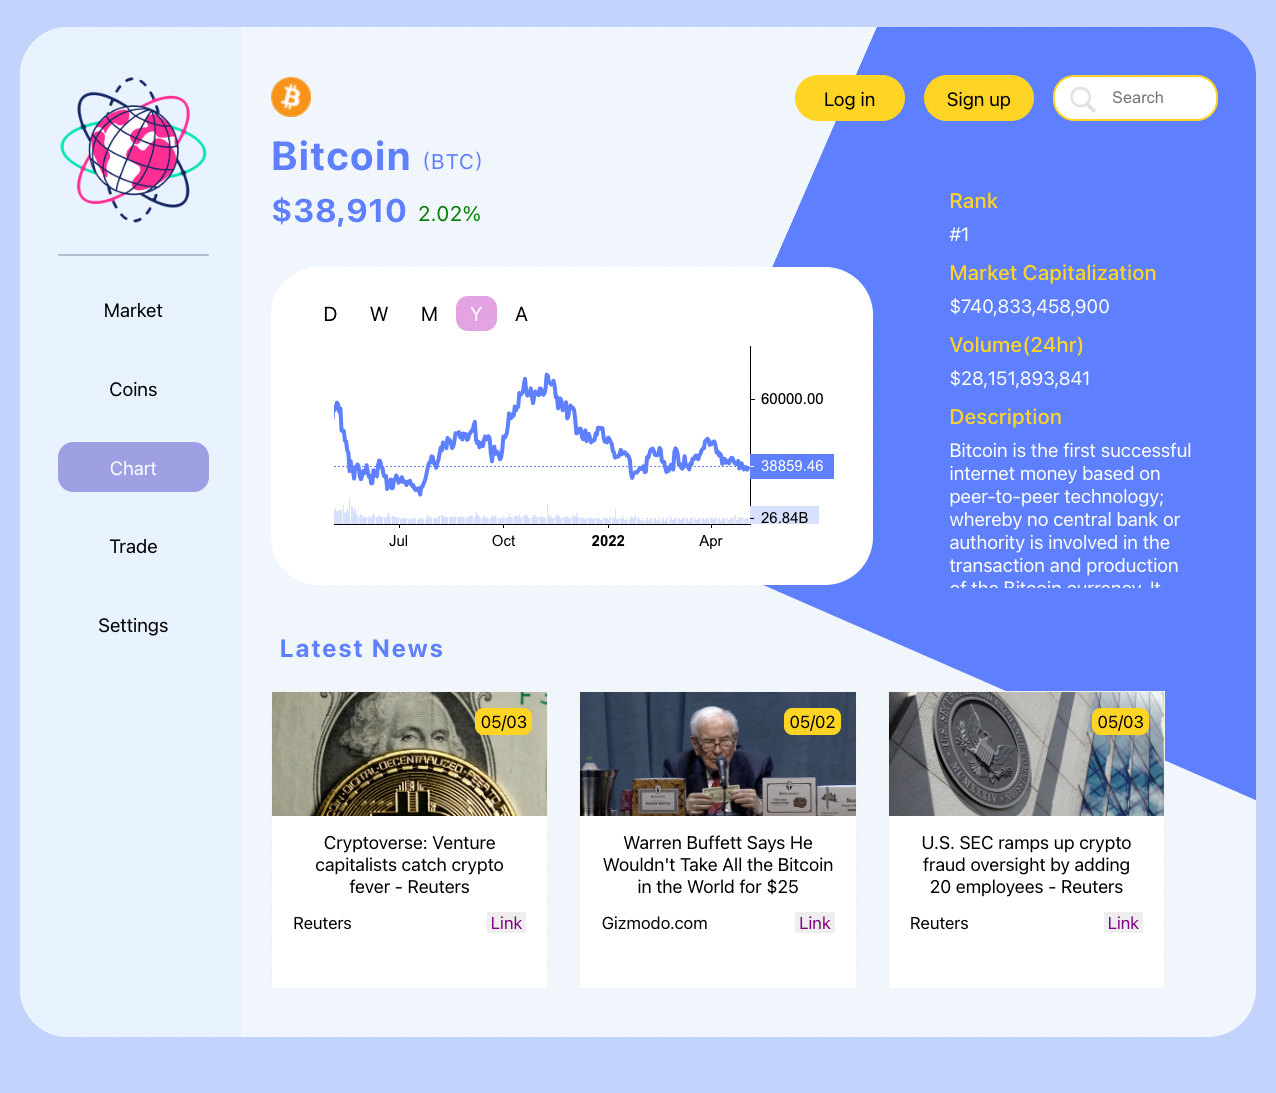 Market
Coins
Chart
Trade
Settings
Log in
Sign up
Search
Bitcoin (BTC)
$38,910 2.02%
D W M Y A
60000.00
38859.46
26.84B
Jul Oct 2022 Apr
Rank
#1
Market Capitalization
$740,833,458,900
Volume(24hr)
$28,151,893,841
Description
Bitcoin is the first successful
internet money based on
peer-to-peer technology;
whereby no central bank or
authority is involved in the
transaction and production
of the Bitcoin currency. It
Latest News
05/03
Cryptoverse: Venture
capitalists catch crypto
fever - Reuters
Reuters Link
05/02
Warren Buffett Says He
Wouldn't Take All the Bitcoin
in the World for $25
Gizmodo.com Link
05/03
U.S. SEC ramps up crypto
fraud oversight by adding
20 employees - Reuters
Reuters Link